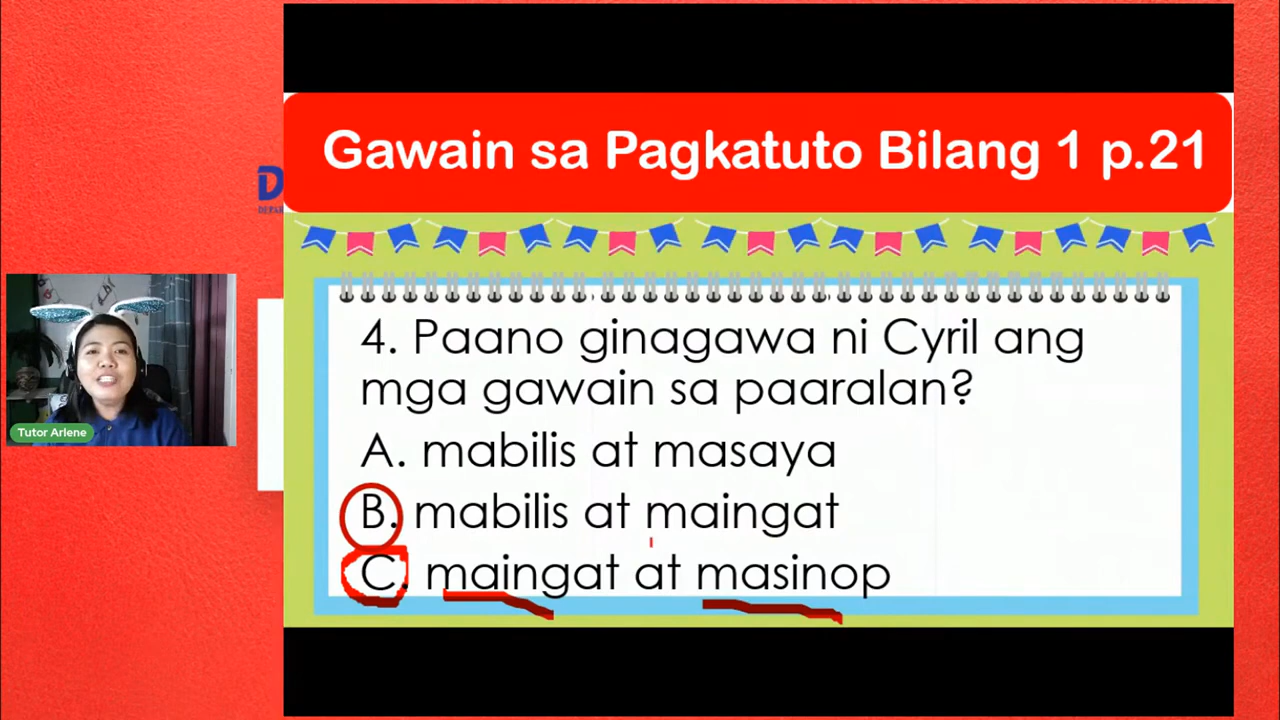 Gawain sa Pagkatuto Bilang 1 p.21
4. Paano ginagawa ni Cyril ang
mga gawain sa paaralan?
A. mabilis at masaya
B. mabilis at maingat
C. maingat at masinop
Tutor Arlene